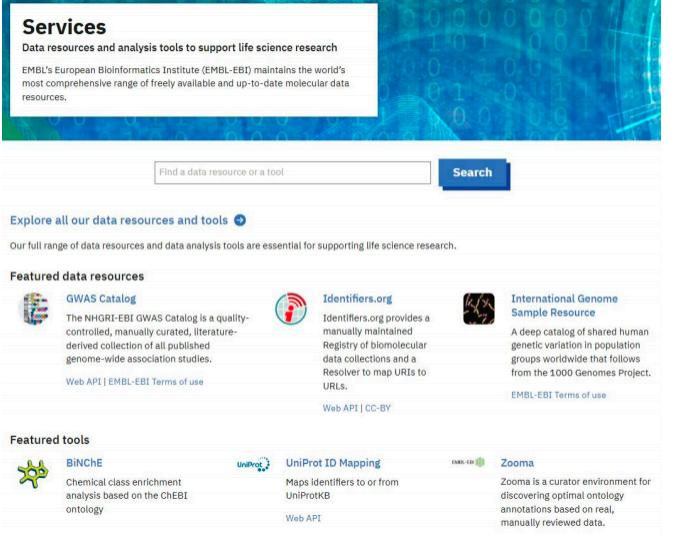 Services
Data resources and analysis tools to support life science research
EMBL's European Bioinformatics Institute (EMBL-EBI) maintains the world's
most comprehensive range of freely available and up-to-date molecular data
resources.
Find a data resource or a tool
Search
Explore all our data resources and tools
Our full range of data resources and data analysis tools are essential for supporting life science research.
Featured data resources
GWAS Catalog
The NHGRI-EBI GWAS Catalog is a quality-
controlled, manually curated, literature-
derived collection of all published
genome-wide association studies.
Web API | EMBL-EBI Terms of use
Identifiers.org
Identifiers.org provides a
manually maintained
Registry of biomolecular
data collections and a
Resolver to map URIs to
URLs.
Web API | CC-BY
International Genome
Sample Resource
A deep catalog of shared human
genetic variation in population
groups worldwide that follows
from the 1000 Genomes Project.
EMBL-EBI Terms of use
Featured tools
BiNChE
Chemical class enrichment
analysis based on the ChEBI
ontology
UniProt
UniProt ID Mapping
Maps identifiers to or from
UniProtKB
Web API
EMBL-EBI
Zooma
Zooma is a curator environment for
discovering optimal ontology
annotations based on real,
manually reviewed data.